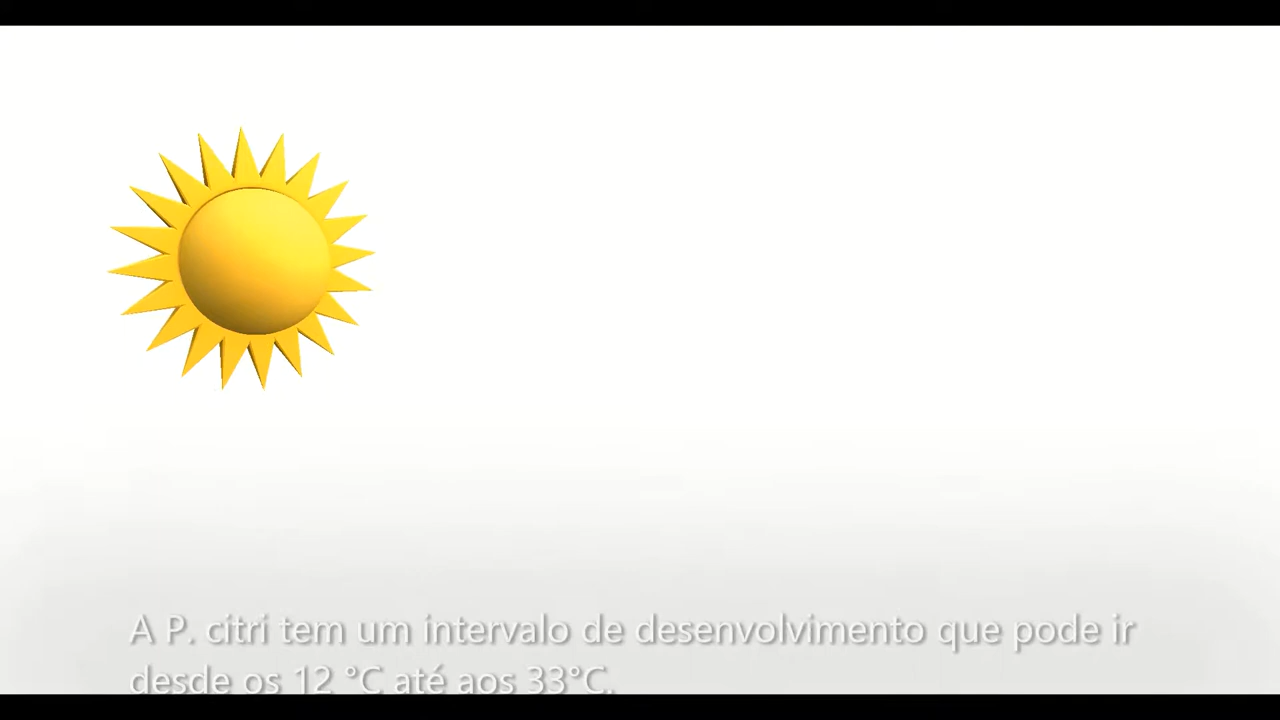 A P. citri tem um intervalo de desenvolvimento que pode ir
desde os 12 °C até aos 33°C.